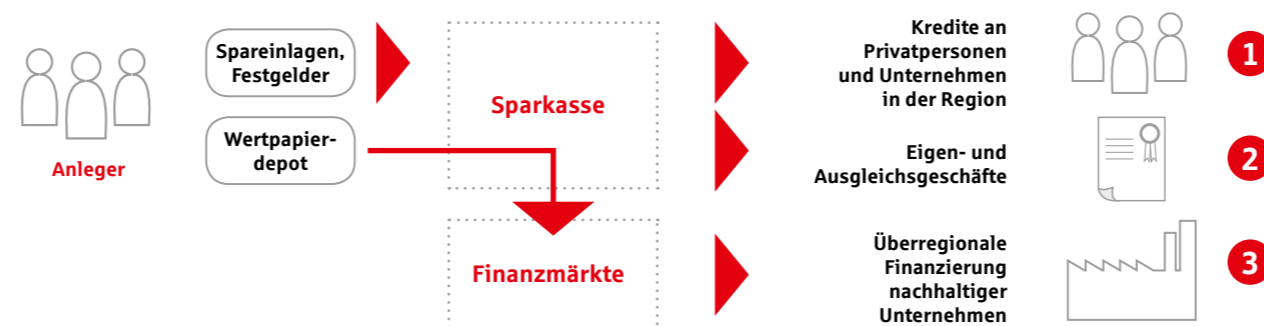 Anleger
Spareinlagen,
Festgelder
Wertpapier-
depot
Sparkasse
Finanzmärkte
Kredite an
Privatpersonen
und Unternehmen
in der Region
1
Eigen- und
Ausgleichsgeschäfte
2
Überregionale
Finanzierung
nachhaltiger
Unternehmen
3